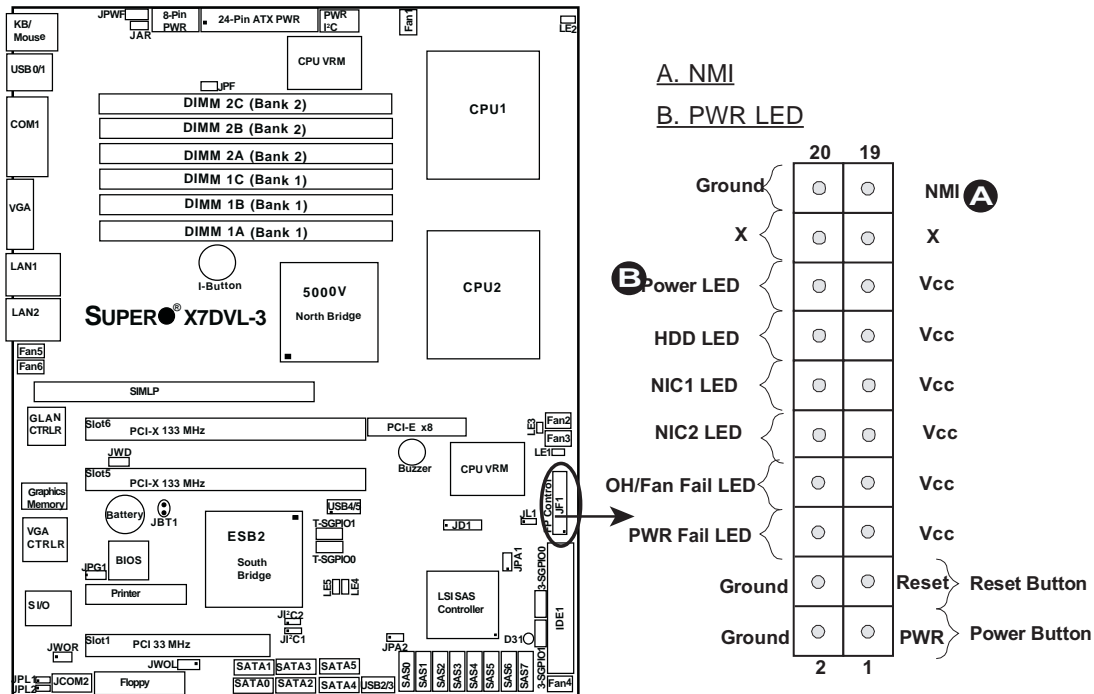 KB/
Mouse
USB0/1
COM1
VGA
LAN1
LAN2
Fan5
Fan6
JPWF
JAR
8-Pin
PWR
24-Pin ATX PWR
PWR
I²C
Fan1
LE2
CPU VRM
JPF
DIMM 2C (Bank 2)
DIMM 2B (Bank 2)
DIMM 2A (Bank 2)
DIMM 1C (Bank 1)
DIMM 1B (Bank 1)
DIMM 1A (Bank 1)
CPU1
CPU2
I-Button
5000V
North Bridge
SUPER® X7DVL-3
SIMLP
GLAN
CTRLR
Slot6
PCI-X 133 MHz
PCI-E x8
LE3
Fan2
Fan3
LE1
JWD
Buzzer
CPU VRM
Slot5
PCI-X 133 MHz
Graphics
Memory
Battery
JBT1
USB4/5
T-SGPIO1
T-SGPIO0
JD1
JL1
FP Control
JF1
VGA
CTRLR
BIOS
ESB2
South
Bridge
JPG1
Printer
LE5
LE4
JPA1
3-SGPIO0
LSI SAS
Controller
IDE1
S I/O
JI²C2
JI²C1
JPA2
D31
3-SGPIO1
Slot1
PCI 33 MHz
JWOR
JWOL
SATA1
SATA3
SATA5
SATA0
SATA2
SATA4
USB2/3
SAS0
SAS1
SAS2
SAS3
SAS4
SAS5
SAS6
SAS7
Fan4
JPL1
JPL2
JCOM2
Floppy
A. NMI
B. PWR LED
20 19
Ground NMI A
X X
B Power LED Vcc
HDD LED Vcc
NIC1 LED Vcc
NIC2 LED Vcc
OH/Fan Fail LED Vcc
PWR Fail LED Vcc
Ground Reset Reset Button
Ground PWR Power Button
2 1